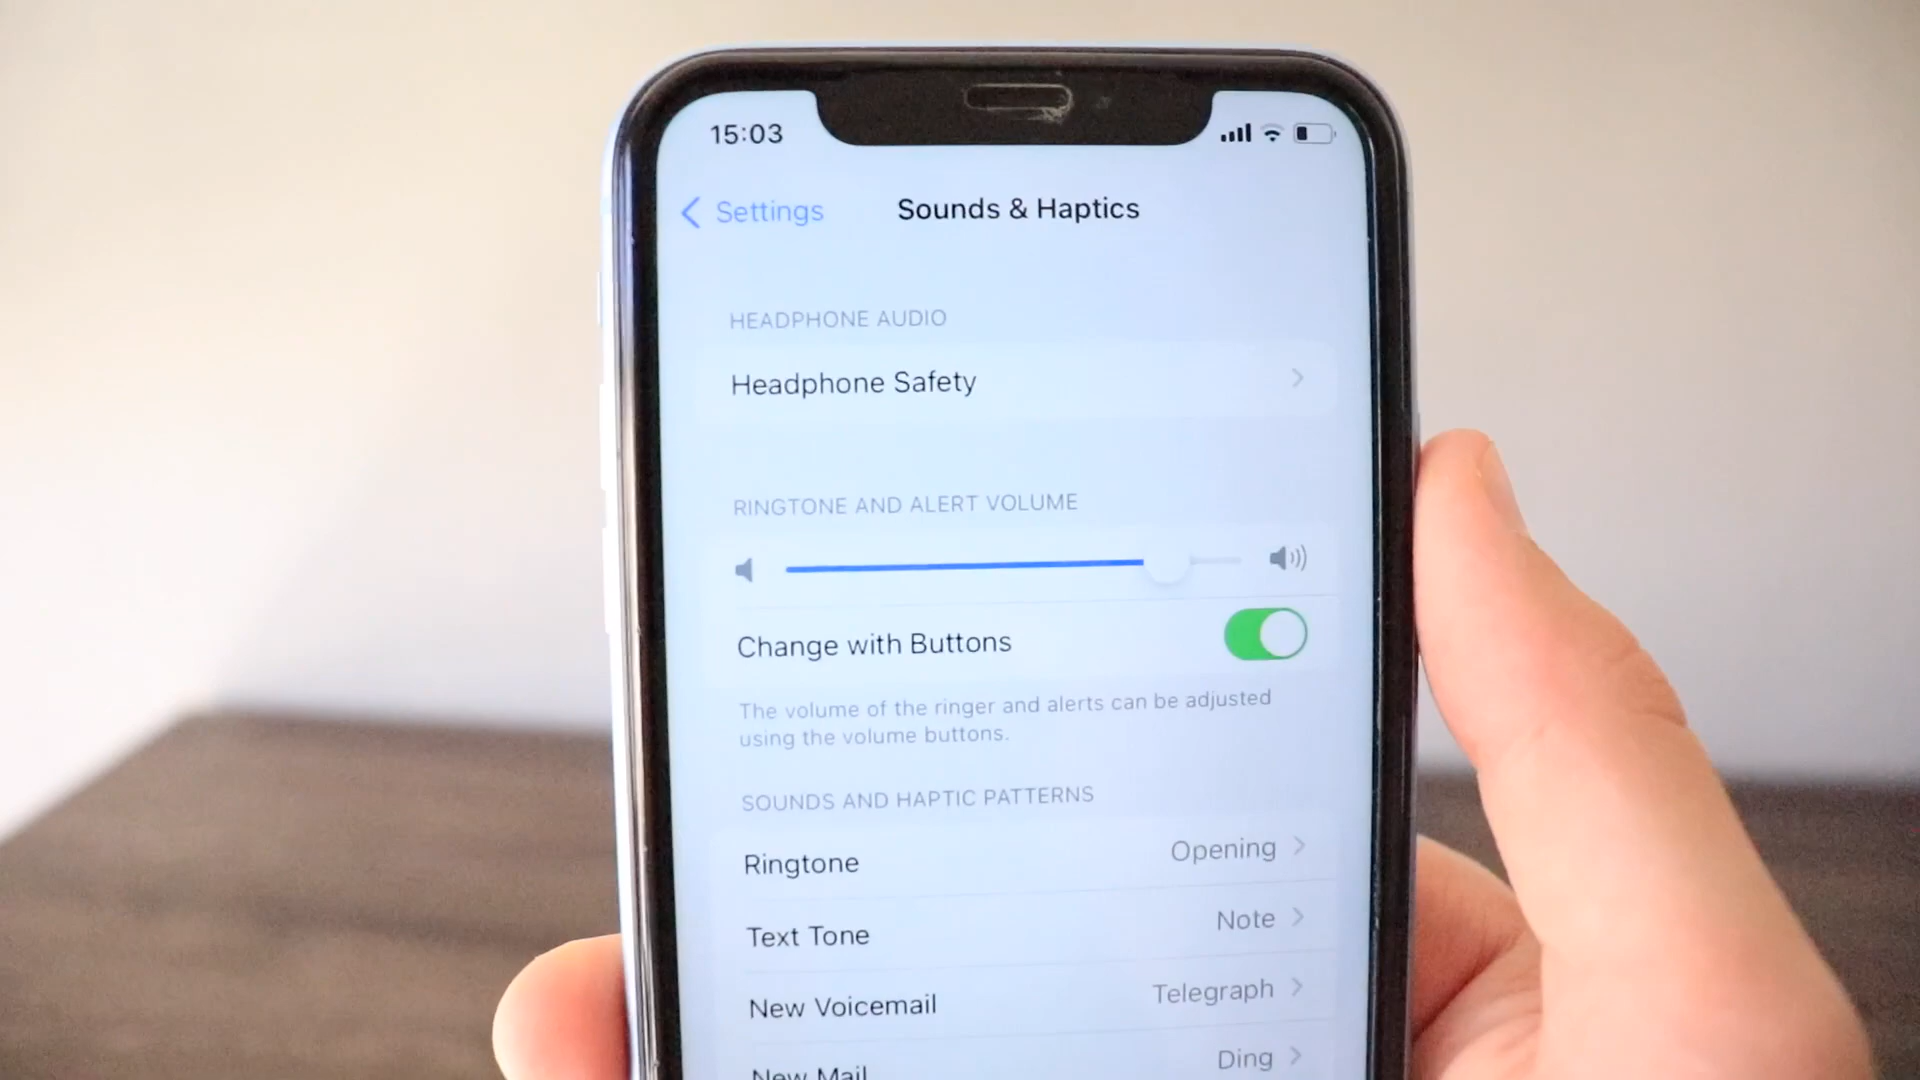 15:03
Settings
Sounds & Haptics
HEADPHONE AUDIO
Headphone Safety
RINGTONE AND ALERT VOLUME
Change with Buttons
The volume of the ringer and alerts can be adjusted
using the volume buttons.
SOUNDS AND HAPTIC PATTERNS
Ringtone Opening
Text Tone Note
New Voicemail Telegraph
New Mail Ding